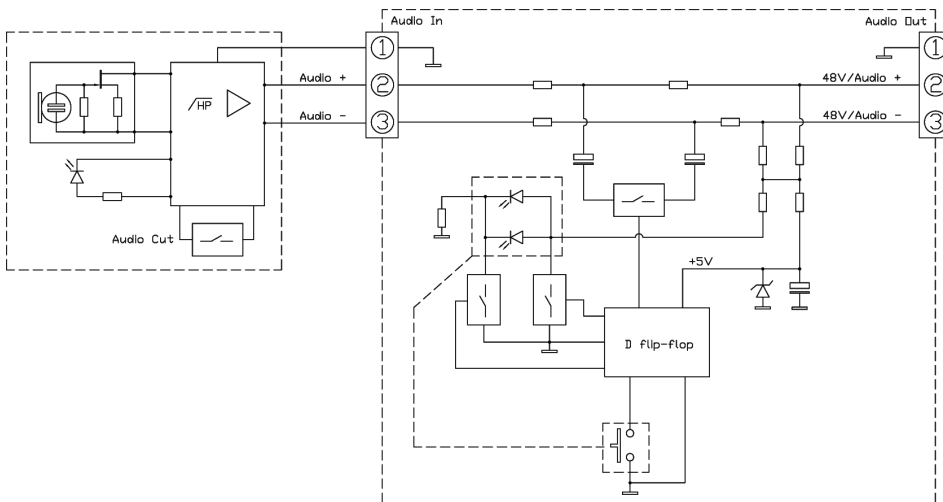 Audio In
Audio Out
1
1
Audio +
2
48V/Audio +
2
/HP
Audio -
3
48V/Audio -
3
Audio Cut
+5V
D flip-flop